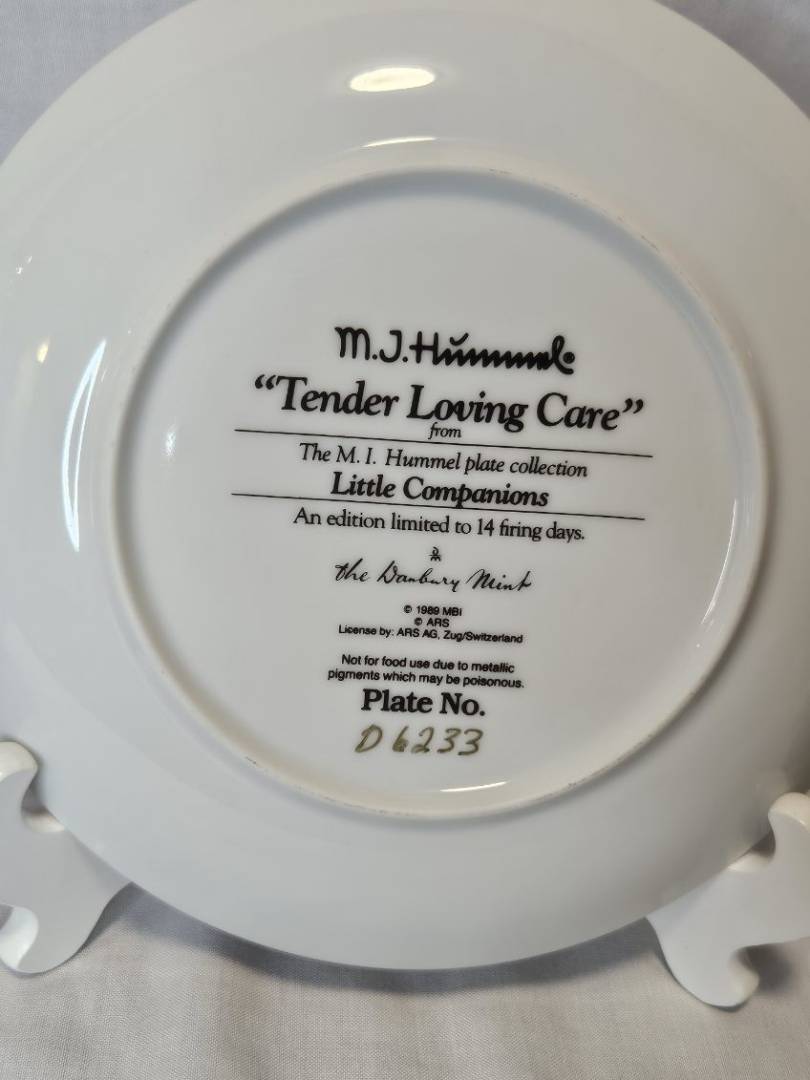 M.J.Hummel®
“Tender Loving Care”
from
The M. I. Hummel plate collection
Little Companions
An edition limited to 14 firing days.
the Danbury Mint
© 1989 MBI
© ARS
License by: ARS AG, Zug/Switzerland
Not for food use due to metallic
pigments which may be poisonous.
Plate No.
D 6233